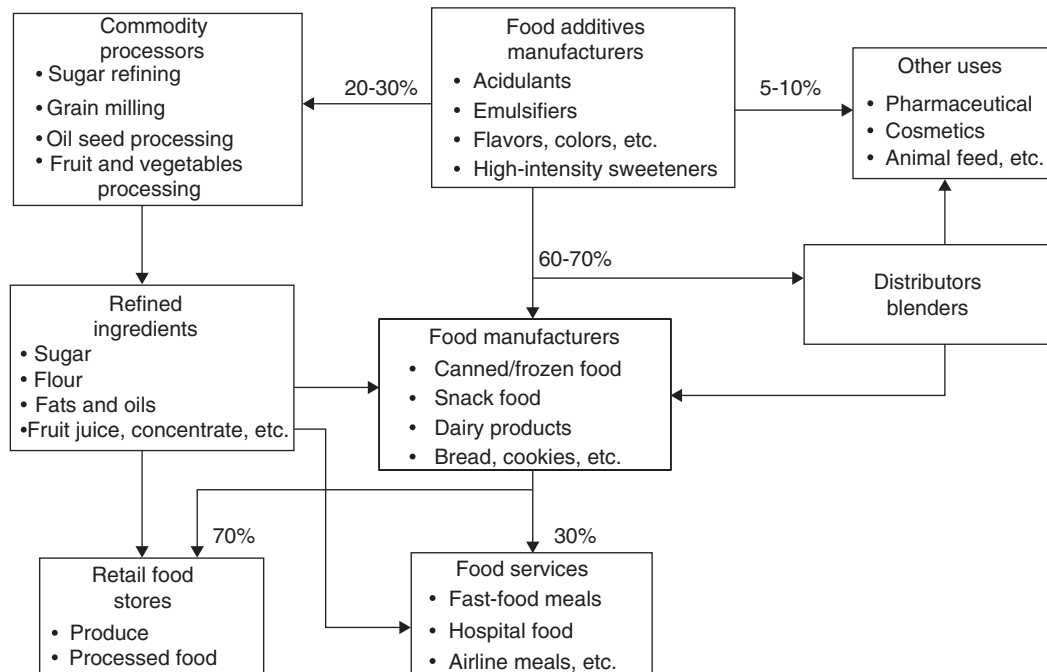 Commodity
processors
• Sugar refining
• Grain milling
• Oil seed processing
• Fruit and vegetables
processing
20-30%
Food additives
manufacturers
• Acidulants
• Emulsifiers
• Flavors, colors, etc.
• High-intensity sweeteners
5-10%
Other uses
• Pharmaceutical
• Cosmetics
• Animal feed, etc.
60-70%
Distributors
blenders
Refined
ingredients
• Sugar
• Flour
• Fats and oils
•Fruit juice, concentrate, etc.
Food manufacturers
• Canned/frozen food
• Snack food
• Dairy products
• Bread, cookies, etc.
70%
30%
Retail food
stores
• Produce
• Processed food
Food services
• Fast-food meals
• Hospital food
• Airline meals, etc.